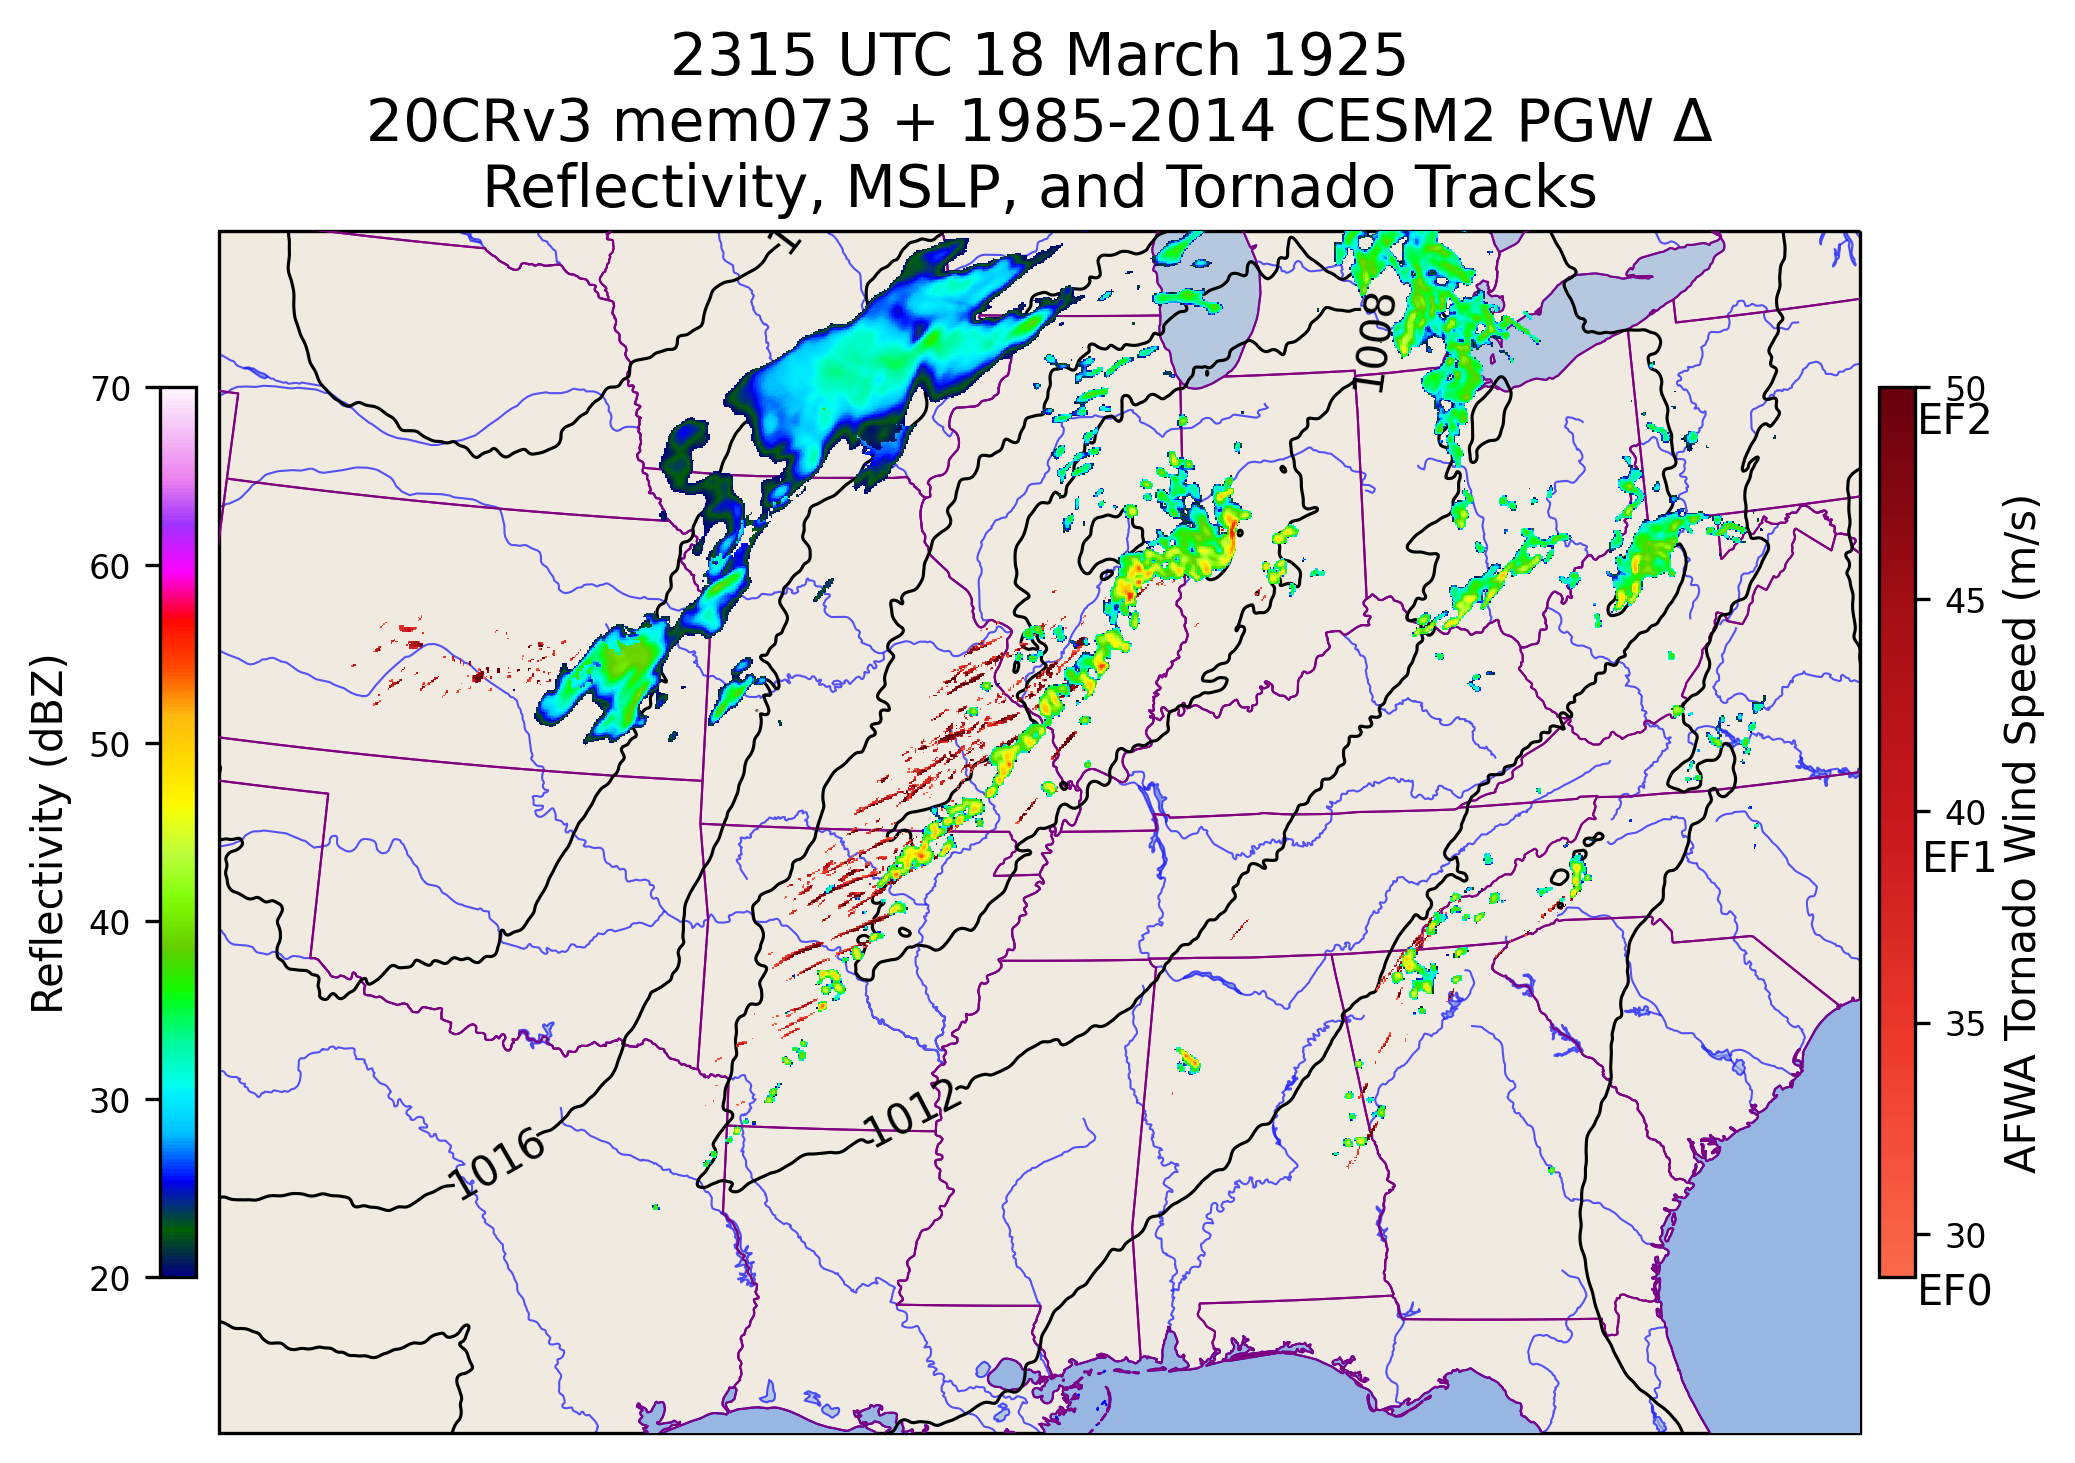 2315 UTC 18 March 1925
20CRv3 mem073 + 1985-2014 CESM2 PGW Δ
Reflectivity, MSLP, and Tornado Tracks
1
1008
1012
1016
70
60
50
40
30
20
Reflectivity (dBZ)
50
EF2
45
40
EF1
35
30
EF0
AFWA Tornado Wind Speed (m/s)